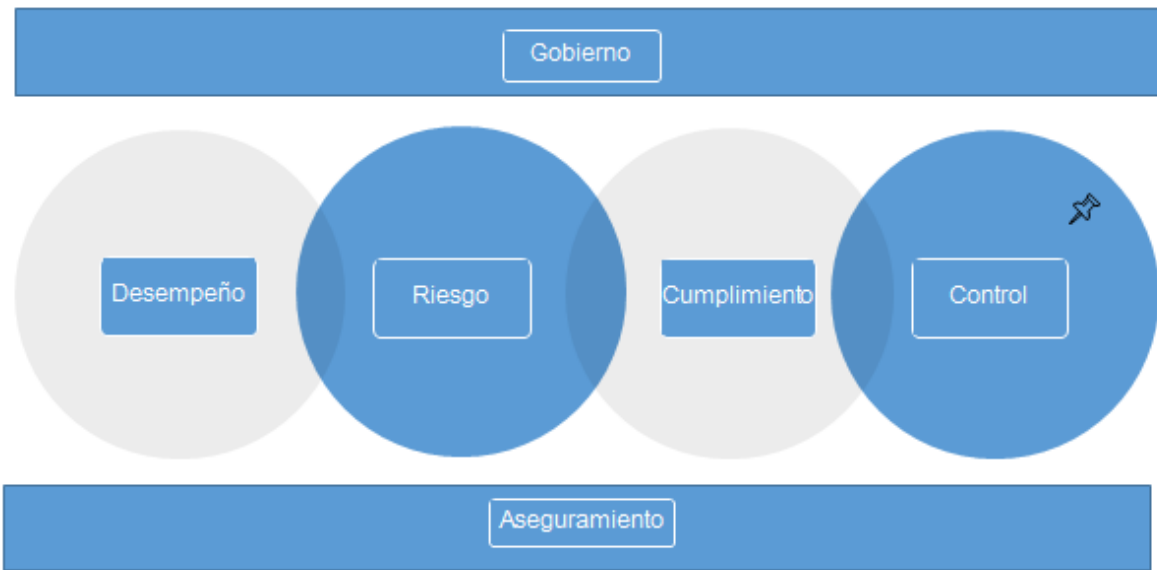 Gobierno
Desempeño
Riesgo
Cumplimiento
Control
Aseguramiento